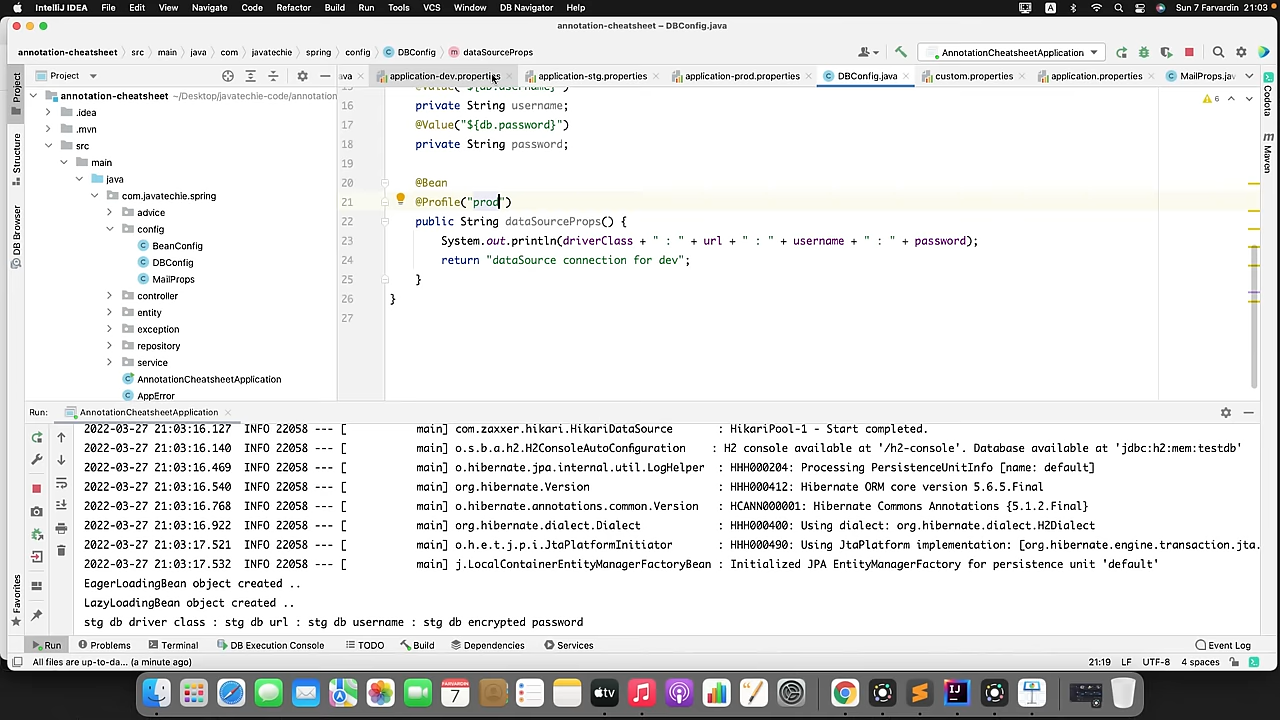 IntelliJ IDEA File Edit View Navigate Code Refactor Build Run Tools VCS Window DB Navigator Help A Sun 7 Farvardin 21:03
annotation-cheatsheet – DBConfig.java
annotation-cheatsheet src main java com javatechie spring config DBConfig dataSourceProps AnnotationCheatsheetApplication
Project
application-dev.properties application-stg.properties application-prod.properties DBConfig.java custom.properties application.properties MailProps.jav
annotation-cheatsheet ~/Desktop/javatechie-code/annotation
.idea
.mvn
src
main
java
com.javatechie.spring
advice
config
BeanConfig
DBConfig
MailProps
controller
entity
exception
repository
service
AnnotationCheatsheetApplication
AppError
Project
Structure
DB Browser
Favorites
Codota
Maven
6
@Value("${db.username}")
16 private String username;
17 @Value("${db.password}")
18 private String password;
19
20 @Bean
21 @Profile("prod")
22 public String dataSourceProps() {
23 System.out.println(driverClass + " : " + url + " : " + username + " : " + password);
24 return "dataSource connection for dev";
25 }
26 }
27
Run: AnnotationCheatsheetApplication
2022-03-27 21:03:16.127 INFO 22058 --- [ main] com.zaxxer.hikari.HikariDataSource : HikariPool-1 - Start completed.
2022-03-27 21:03:16.140 INFO 22058 --- [ main] o.s.b.a.h2.H2ConsoleAutoConfiguration : H2 console available at '/h2-console'. Database available at 'jdbc:h2:mem:testdb'
2022-03-27 21:03:16.469 INFO 22058 --- [ main] o.hibernate.jpa.internal.util.LogHelper : HHH000204: Processing PersistenceUnitInfo [name: default]
2022-03-27 21:03:16.540 INFO 22058 --- [ main] org.hibernate.Version : HHH000412: Hibernate ORM core version 5.6.5.Final
2022-03-27 21:03:16.768 INFO 22058 --- [ main] o.hibernate.annotations.common.Version : HCANN000001: Hibernate Commons Annotations {5.1.2.Final}
2022-03-27 21:03:16.922 INFO 22058 --- [ main] org.hibernate.dialect.Dialect : HHH000400: Using dialect: org.hibernate.dialect.H2Dialect
2022-03-27 21:03:17.521 INFO 22058 --- [ main] o.h.e.t.j.p.i.JtaPlatformInitiator : HHH000490: Using JtaPlatform implementation: [org.hibernate.engine.transaction.jta.
2022-03-27 21:03:17.532 INFO 22058 --- [ main] j.LocalContainerEntityManagerFactoryBean : Initialized JPA EntityManagerFactory for persistence unit 'default'
EagerLoadingBean object created ..
LazyLoadingBean object created ..
stg db driver class : stg db url : stg db username : stg db encrypted password
Run Problems Terminal DB Execution Console TODO Build Dependencies Services Event Log
All files are up-to-da... (a minute ago) 21:19 LF UTF-8 4 spaces
FARVARDIN
7
tv